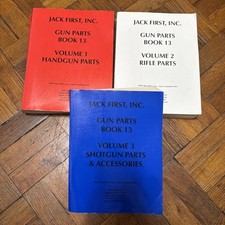 JACK FIRST, INC.
GUN PARTS
BOOK 13
VOLUME 1
HANDGUN PARTS
JACK FIRST, INC.
GUN PARTS
BOOK 13
VOLUME 2
RIFLE PARTS
JACK FIRST, INC.
GUN PARTS
BOOK 13
VOLUME 3
SHOTGUN PARTS
& ACCESSORIES